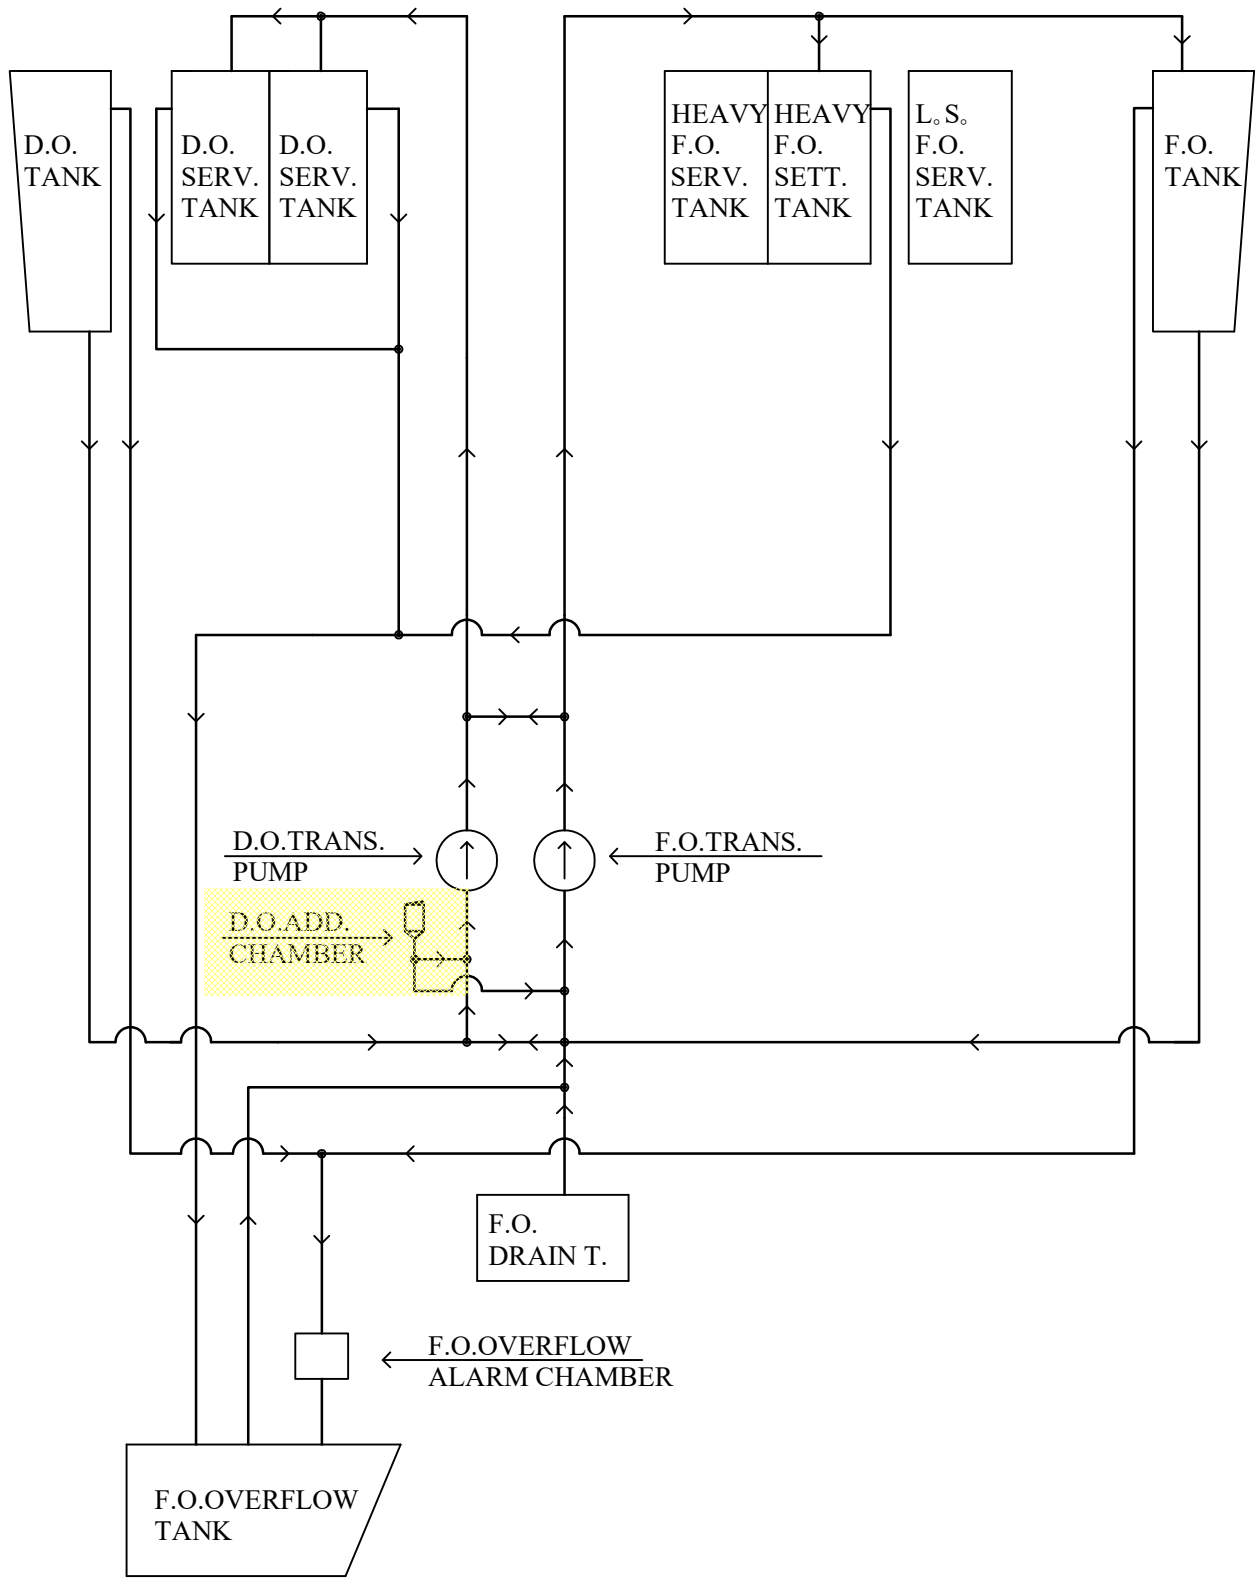 D.O.
TANK
D.O.
SERV.
TANK
D.O.
SERV.
TANK
HEAVY
F.O.
SERV.
TANK
HEAVY
F.O.
SETT.
TANK
L。S。
F.O.
SERV.
TANK
F.O.
TANK
D.O.TRANS.
PUMP
F.O.TRANS.
PUMP
D.O.ADD.
CHAMBER
F.O.
DRAIN T.
F.O.OVERFLOW
ALARM CHAMBER
F.O.OVERFLOW
TANK